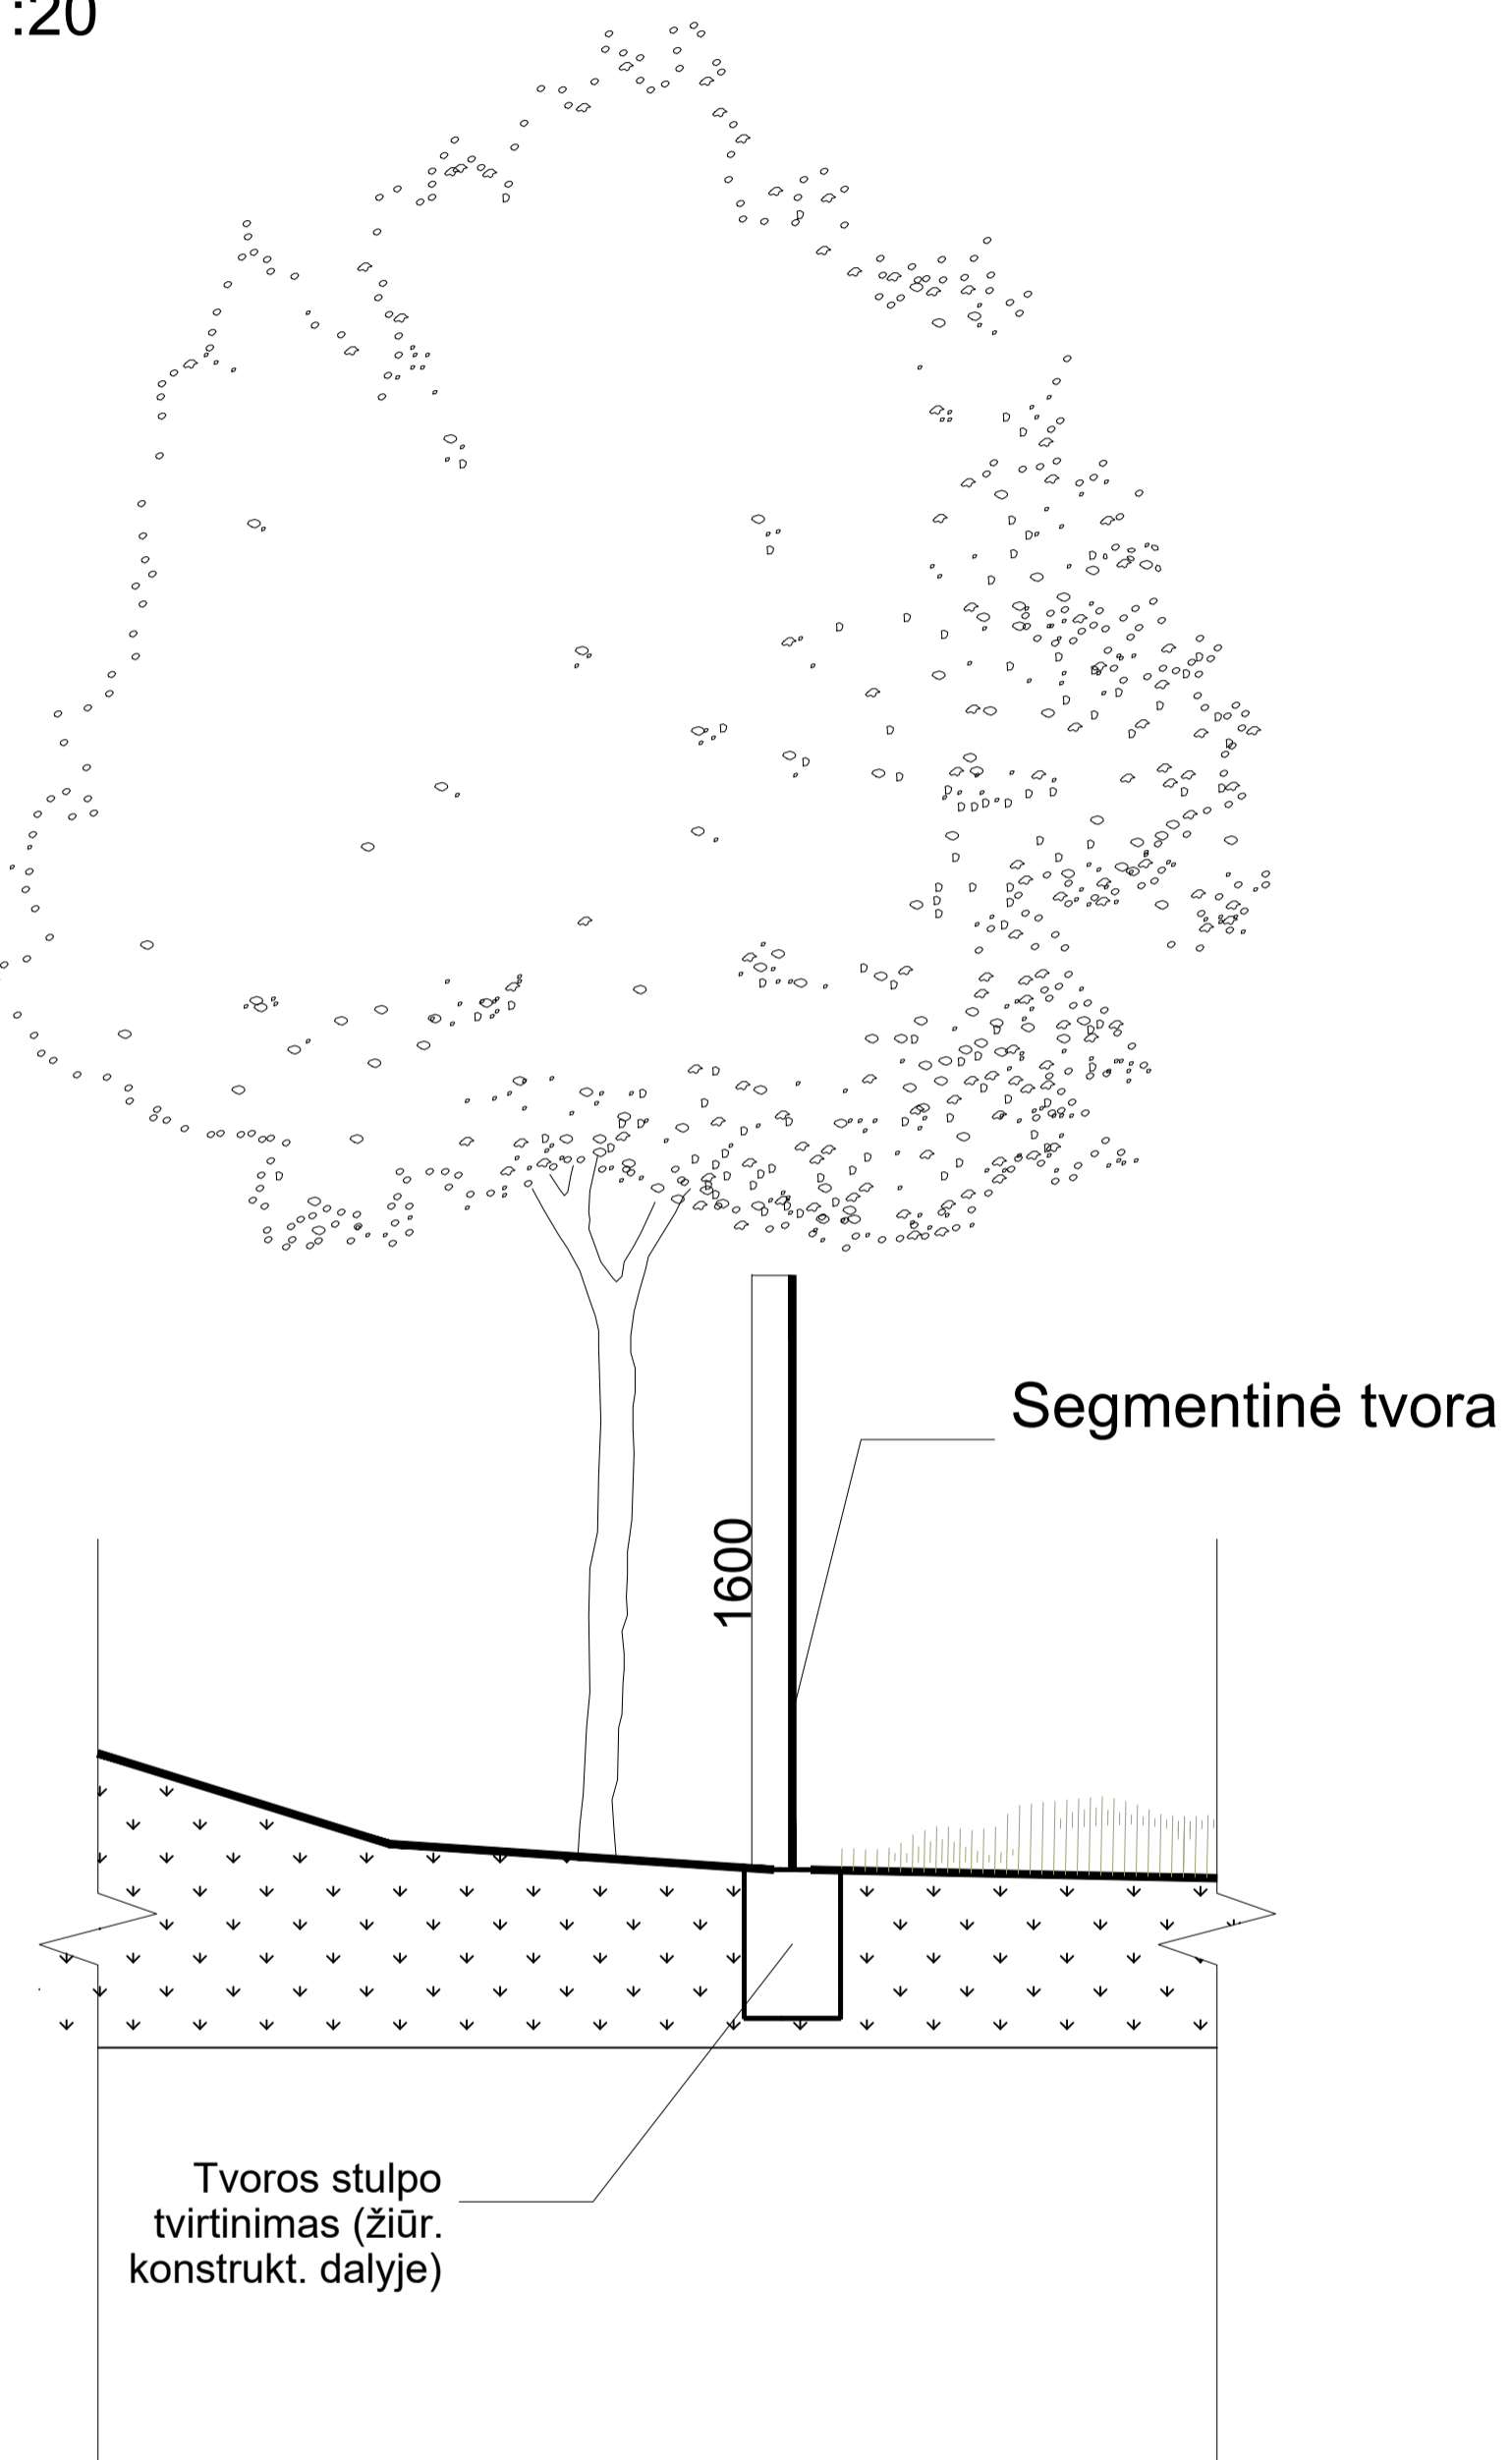 :20
Segmentinė tvora
1600
Tvoros stulpo
tvirtinimas (žiūr.
konstrukt. dalyje)